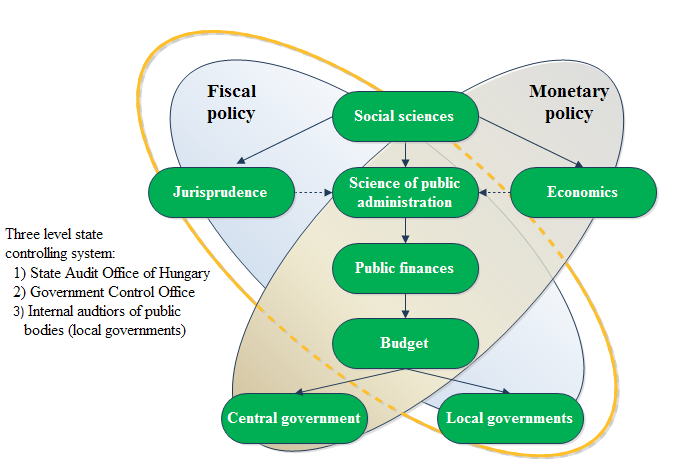 Fiscal
policy
Monetary
policy
Social sciences
Jurisprudence
Science of public
administration
Economics
Three level state
controlling system:
1) State Audit Office of Hungary
2) Government Control Office
3) Internal audtiors of public
bodies (local governments)
Public finances
Budget
Central government
Local governments